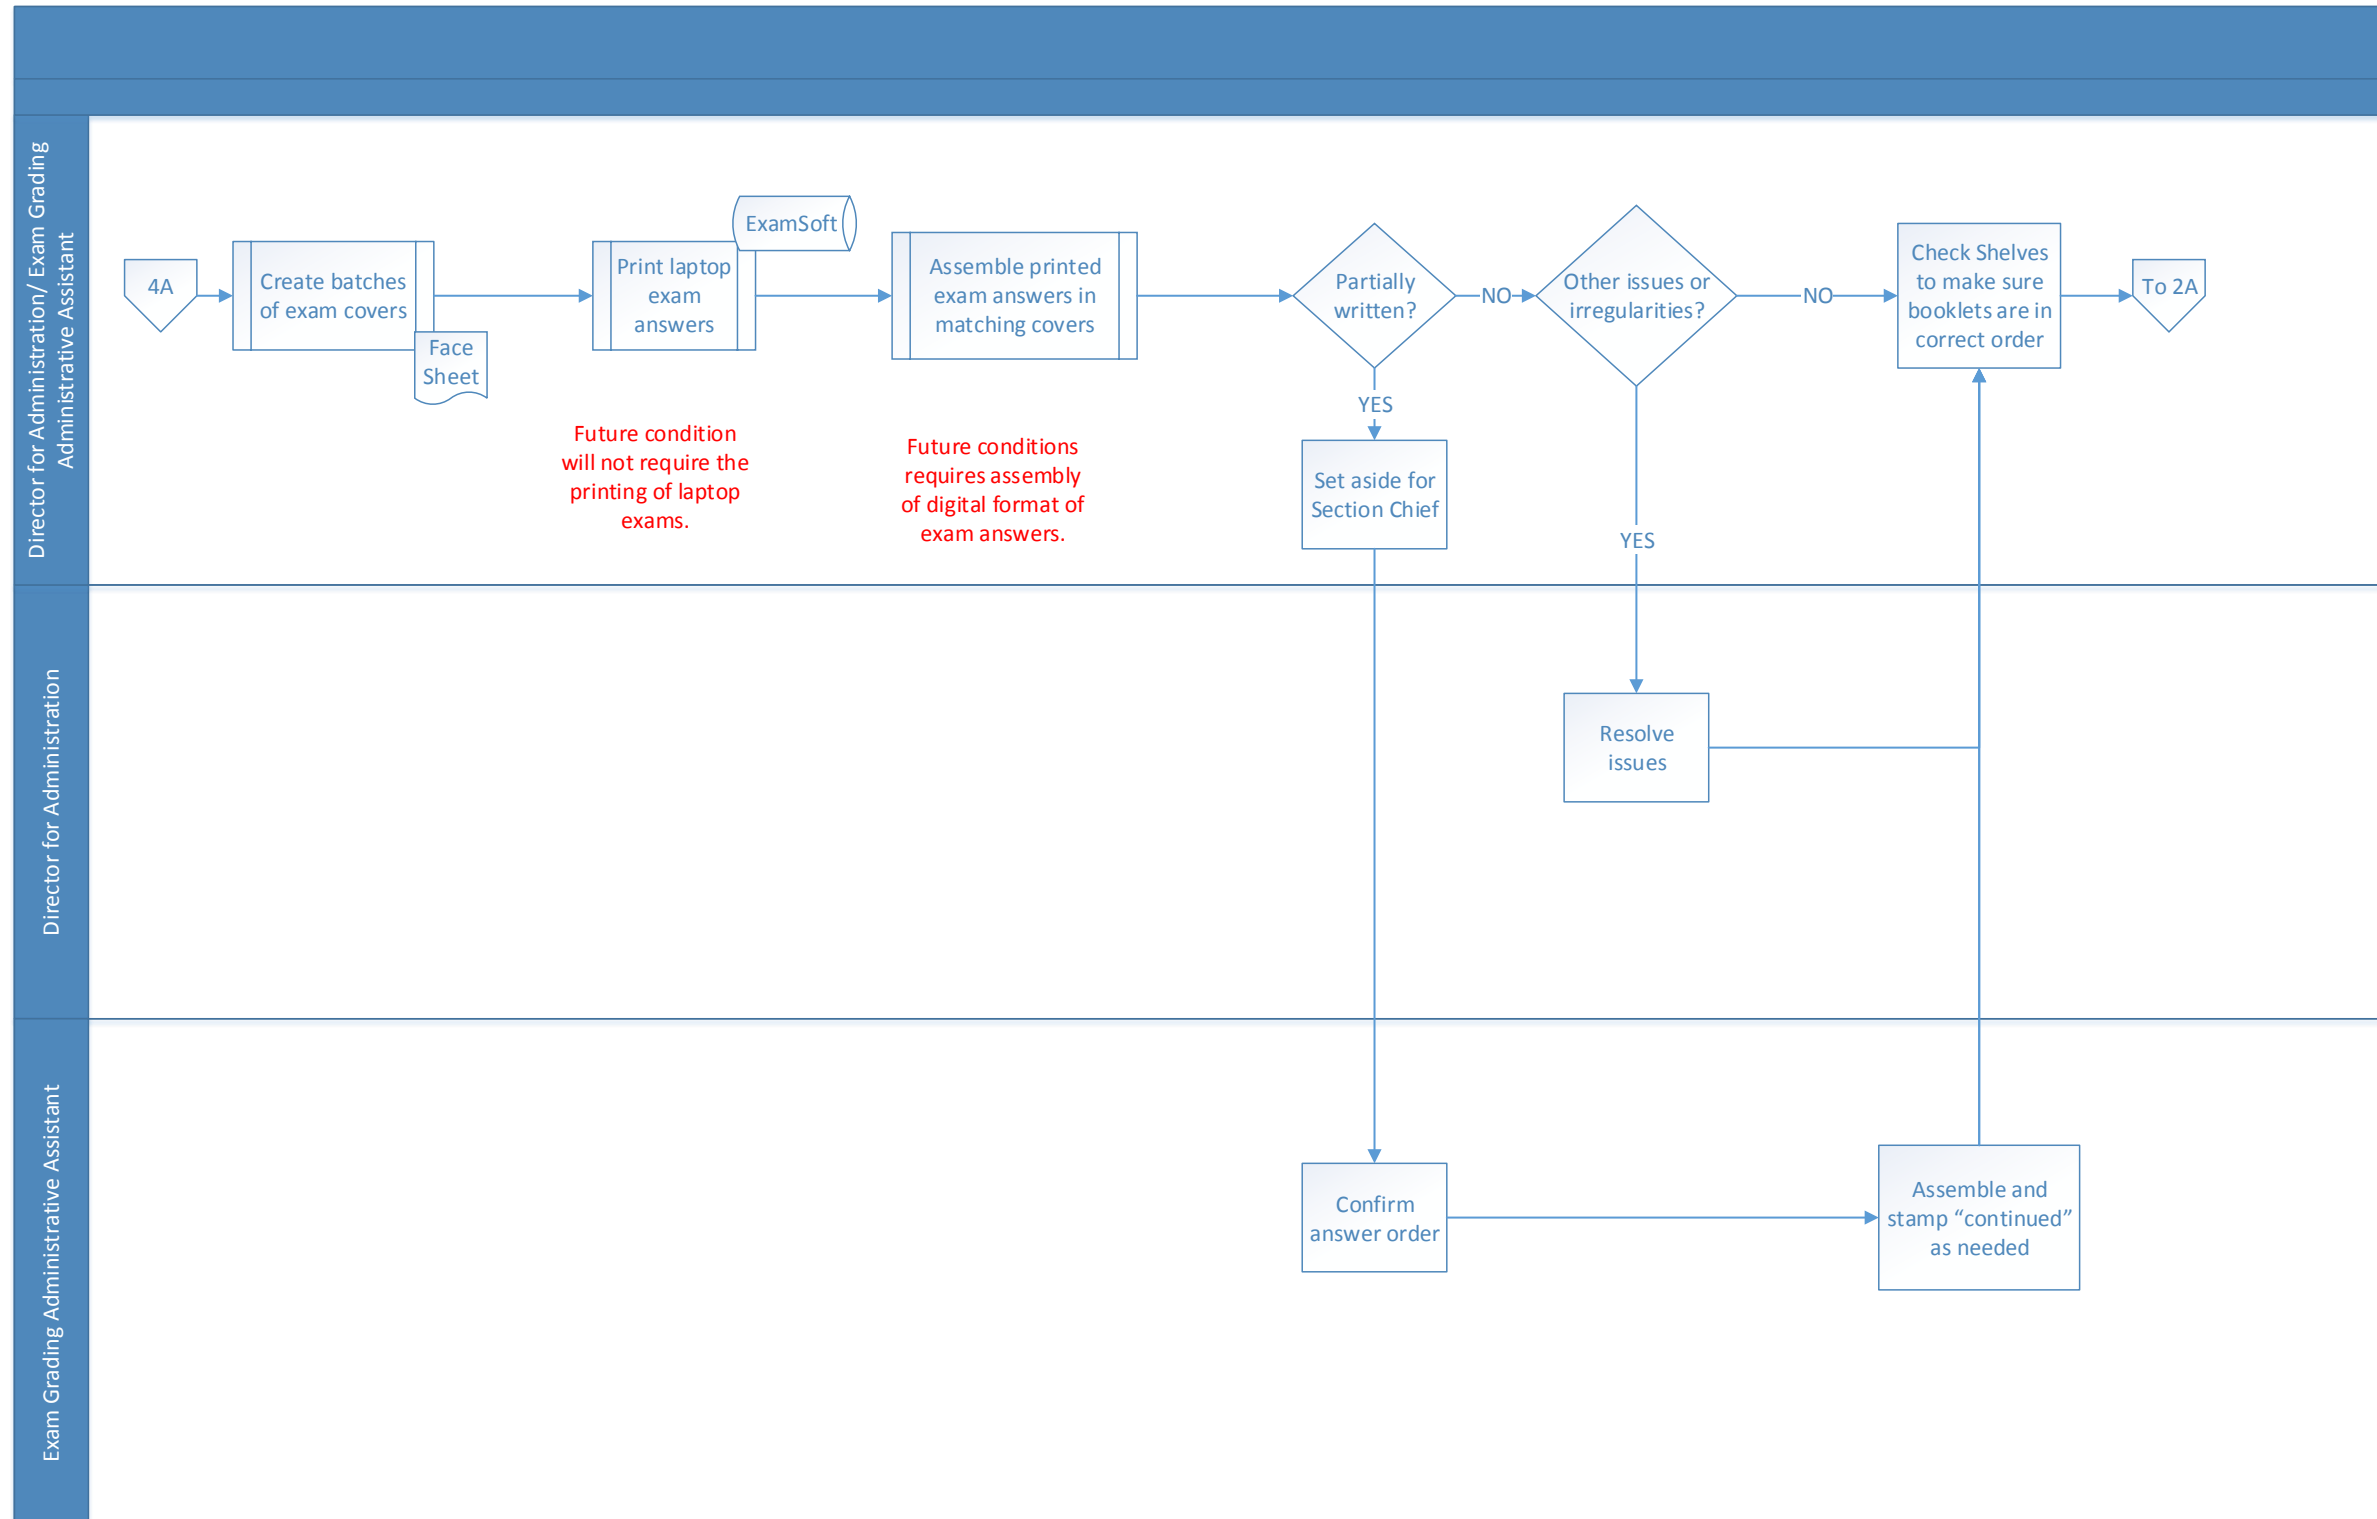 Director for Administration/ Exam Grading
Administrative Assistant
4A
Create batches
of exam covers
Face
Sheet
Print laptop
exam
answers
ExamSoft
Future condition
will not require the
printing of laptop
exams.
Assemble printed
exam answers in
matching covers
Future conditions
requires assembly
of digital format of
exam answers.
Partially
written?
NO
YES
Set aside for
Section Chief
Other issues or
irregularities?
NO
YES
Check Shelves
to make sure
booklets are in
correct order
To 2A
Director for Administration
Resolve
issues
Exam Grading Administrative Assistant
Confirm
answer order
Assemble and
stamp “continued”
as needed